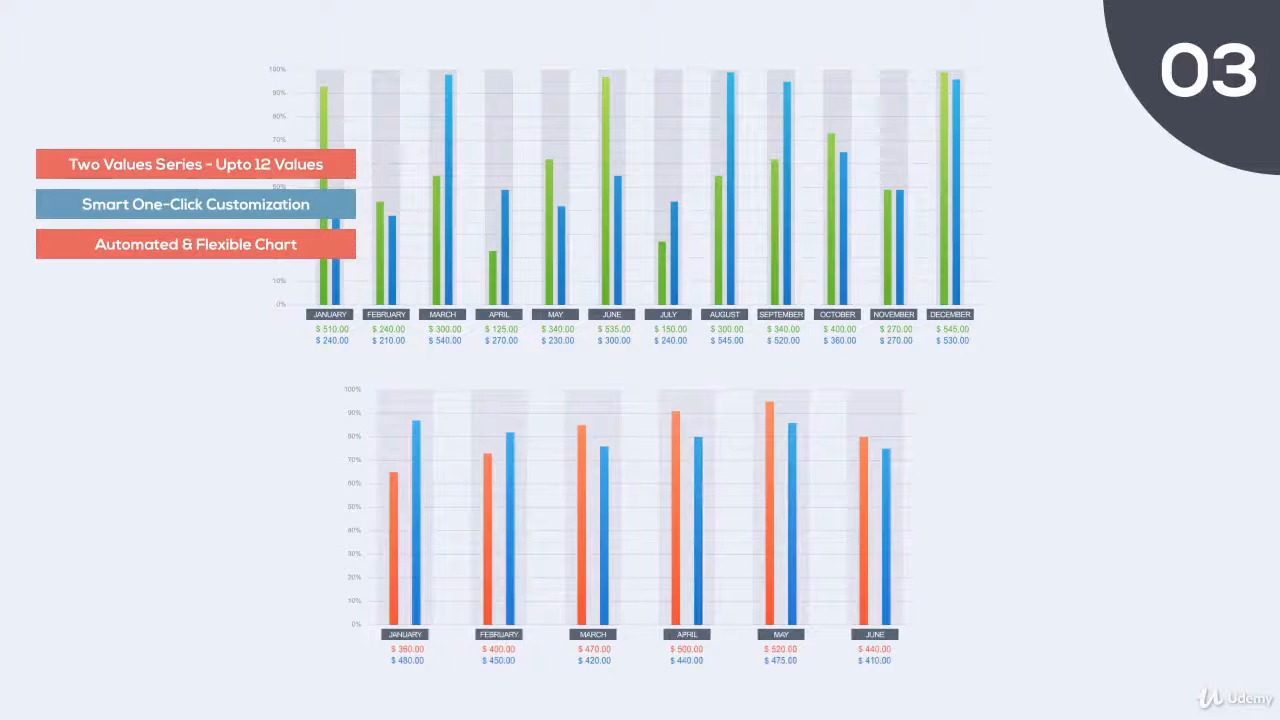 03
100%
90%
80%
70%
Two Values Series - Upto 12 Values
50%
Smart One-Click Customization
Automated & Flexible Chart
10%
0%
JANUARY FEBRUARY MARCH APRIL MAY JUNE JULY AUGUST SEPTEMBER OCTOBER NOVEMBER DECEMBER
$ 510.00 $ 240.00 $ 300.00 $ 125.00 $ 340.00 $ 535.00 $ 150.00 $ 300.00 $ 340.00 $ 400.00 $ 270.00 $ 545.00
$ 240.00 $ 210.00 $ 540.00 $ 270.00 $ 230.00 $ 300.00 $ 240.00 $ 545.00 $ 520.00 $ 360.00 $ 270.00 $ 530.00
100%
90%
80%
70%
60%
50%
40%
30%
20%
10%
0%
JANUARY FEBRUARY MARCH APRIL MAY JUNE
$ 360.00 $ 400.00 $ 470.00 $ 500.00 $ 520.00 $ 440.00
$ 480.00 $ 450.00 $ 420.00 $ 440.00 $ 475.00 $ 410.00
Udemy